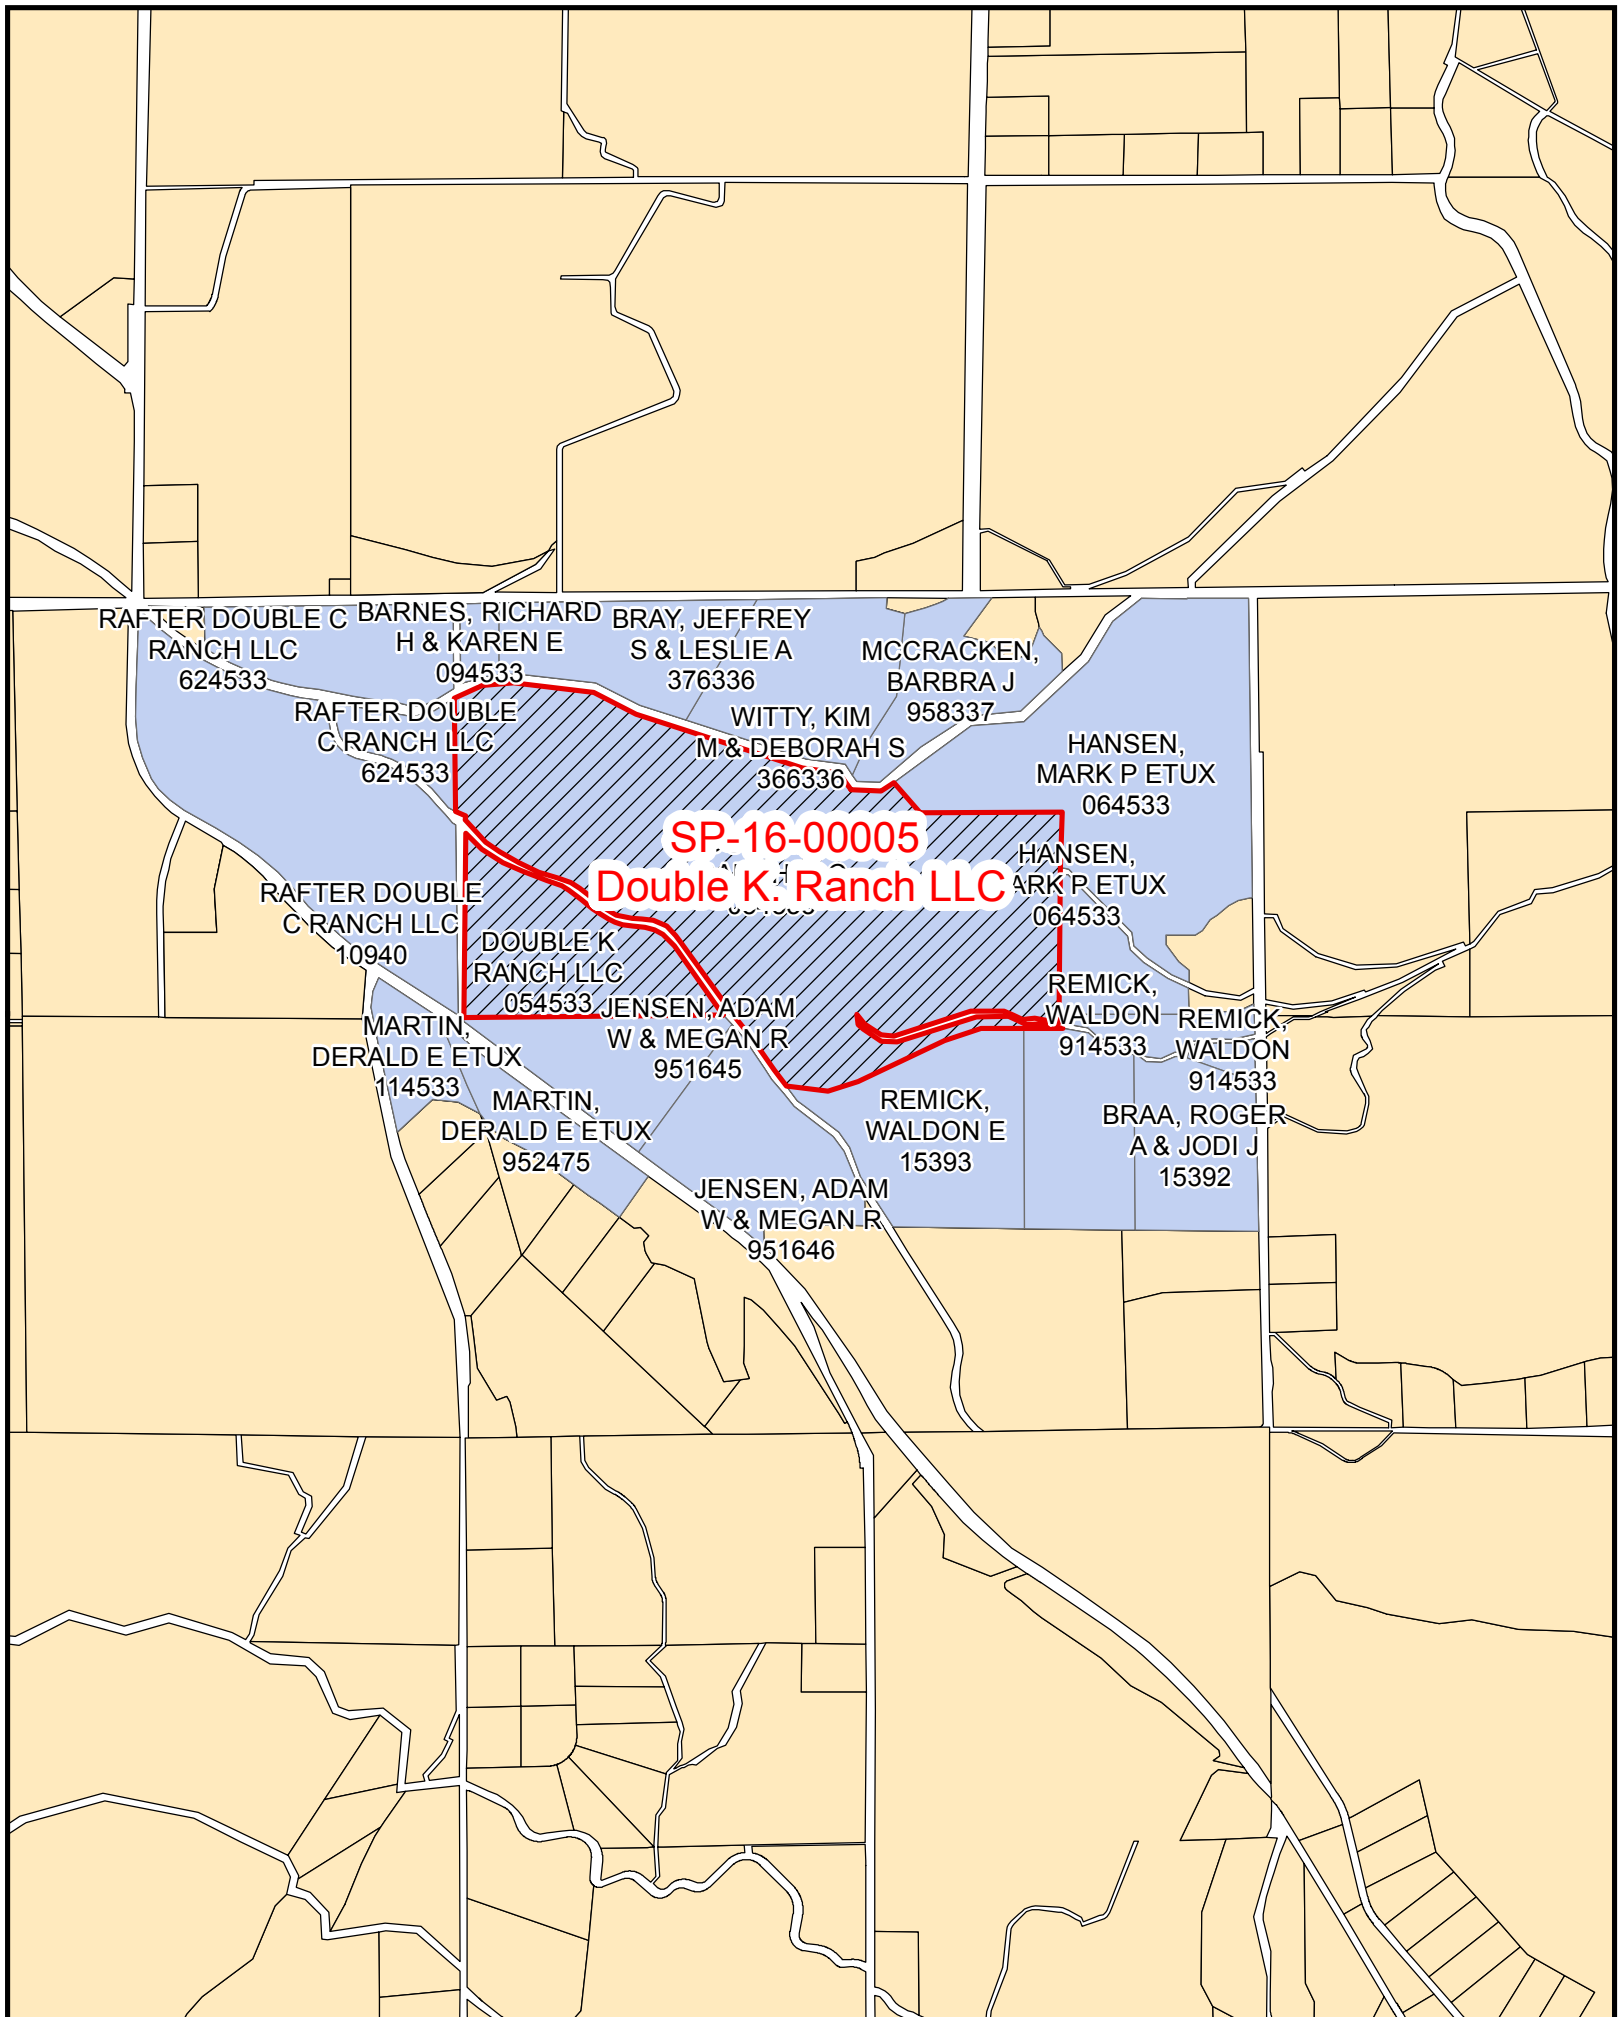 RAFTER DOUBLE C
RANCH LLC
624533
BARNES, RICHARD
H & KAREN E
094533
BRAY, JEFFREY
S & LESLIE A
376336
MCCRACKEN,
BARBRA J
958337
RAFTER DOUBLE
C RANCH LLC
624533
WITTY, KIM
M & DEBORAH S
366336
HANSEN,
MARK P ETUX
064533
SP-16-00005
Double K. Ranch LLC
HANSEN,
ARK P ETUX
064533
RAFTER DOUBLE
C RANCH LLC
10940
DOUBLE K
RANCH LLC
054533
JENSEN, ADAM
W & MEGAN R
951645
REMICK,
WALDON
914533
REMICK,
WALDON
914533
MARTIN,
DERALD E ETUX
114533
MARTIN,
DERALD E ETUX
952475
REMICK,
WALDON E
15393
BRAA, ROGER
A & JODI J
15392
JENSEN, ADAM
W & MEGAN R
951646